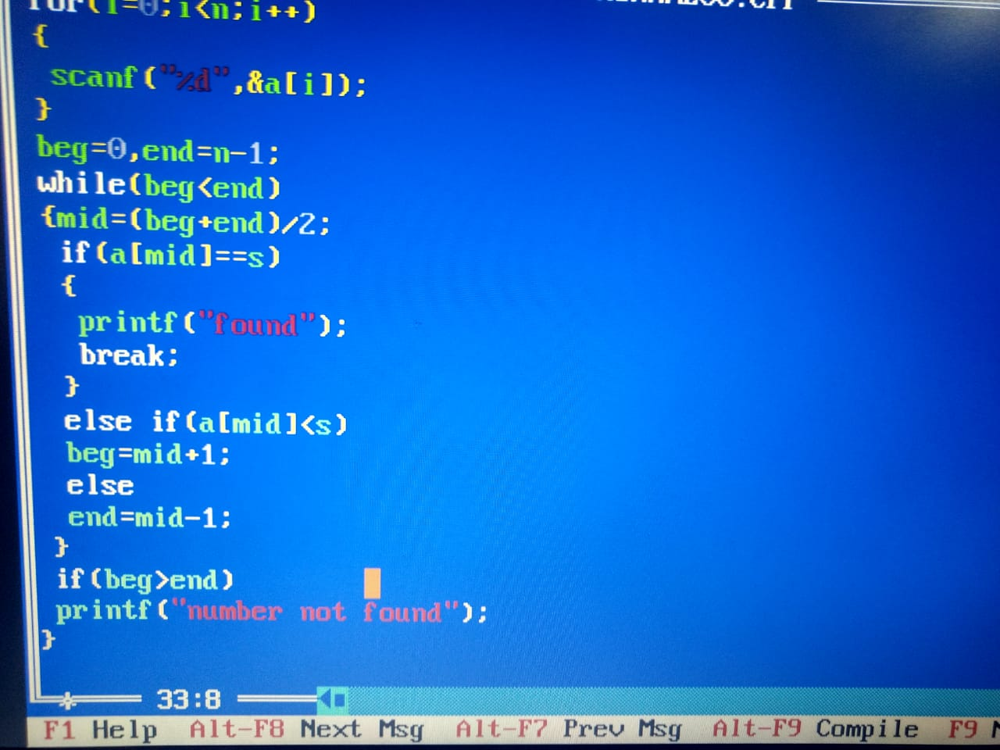 for(i=0;i<n;i++)
{
scanf("%d",&a[i]);
}
beg=0,end=n-1;
while(beg<end)
{mid=(beg+end)/2;
if(a[mid]==s)
{
printf("found");
break;
}
else if(a[mid]<s)
beg=mid+1;
else
end=mid-1;
}
if(beg>end)
printf("number not found");
}
33:8
F1 Help Alt-F8 Next Msg Alt-F7 Prev Msg Alt-F9 Compile F9